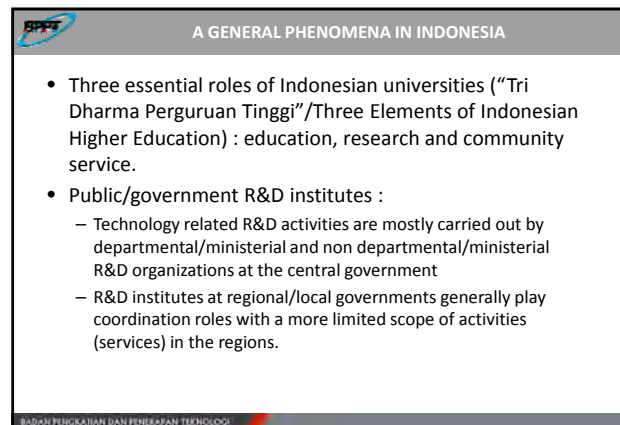 BPPT
A GENERAL PHENOMENA IN INDONESIA
• Three essential roles of Indonesian universities (“Tri
Dharma Perguruan Tinggi”/Three Elements of Indonesian
Higher Education) : education, research and community
service.
• Public/government R&D institutes :
– Technology related R&D activities are mostly carried out by
departmental/ministerial and non departmental/ministerial
R&D organizations at the central government
– R&D institutes at regional/local governments generally play
coordination roles with a more limited scope of activities
(services) in the regions.
BADAN PENGKAJIAN DAN PENERAPAN TEKNOLOGI